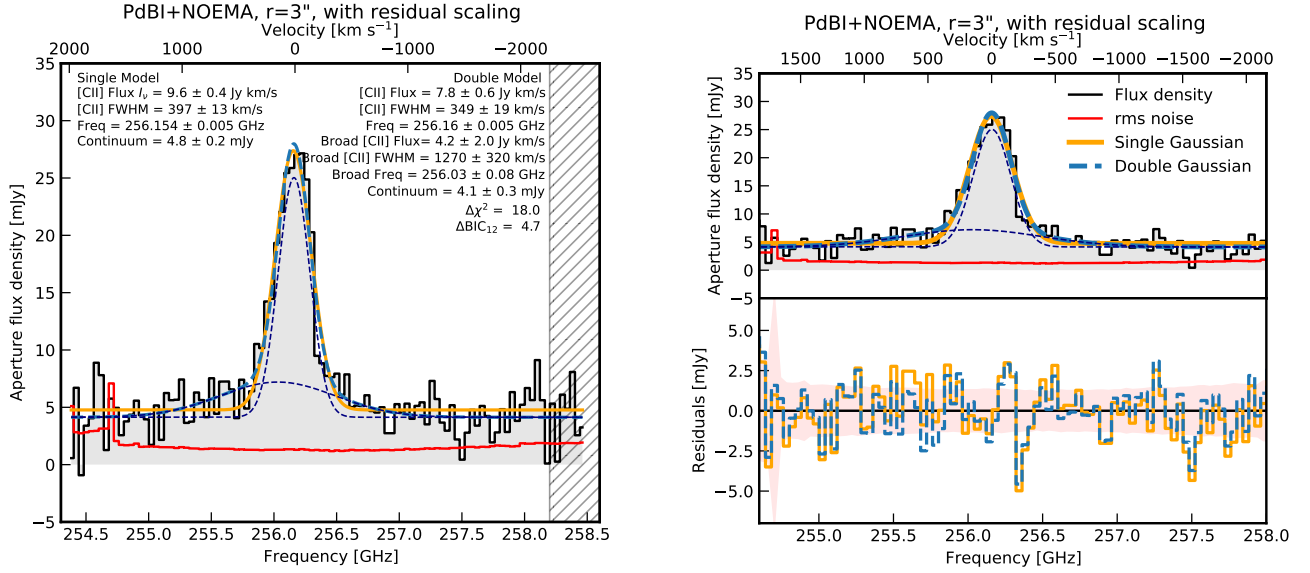 PdBI+NOEMA, r=3", with residual scaling
Velocity [km s⁻¹]
2000 1000 0 −1000 −2000
35
30
25
20
15
10
5
0
−5
Aperture flux density [mJy]
Single Model
[CII] Flux Iν = 9.6 ± 0.4 Jy km/s
[CII] FWHM = 397 ± 13 km/s
Freq = 256.154 ± 0.005 GHz
Continuum = 4.8 ± 0.2 mJy
Double Model
[CII] Flux = 7.8 ± 0.6 Jy km/s
[CII] FWHM = 349 ± 19 km/s
Freq = 256.16 ± 0.005 GHz
Broad [CII] Flux= 4.2 ± 2.0 Jy km/s
Broad [CII] FWHM = 1270 ± 320 km/s
Broad Freq = 256.03 ± 0.08 GHz
Continuum = 4.1 ± 0.3 mJy
Δχ² = 18.0
ΔBIC₁₂ = 4.7
254.5 255.0 255.5 256.0 256.5 257.0 257.5 258.0 258.5
Frequency [GHz]
PdBI+NOEMA, r=3", with residual scaling
Velocity [km s⁻¹]
1500 1000 500 0 −500 −1000 −1500 −2000
35
30
25
20
15
10
5
0
−5
Aperture flux density [mJy]
Flux density
rms noise
Single Gaussian
Double Gaussian
5.0
2.5
0.0
−2.5
−5.0
Residuals [mJy]
255.0 255.5 256.0 256.5 257.0 257.5 258.0
Frequency [GHz]